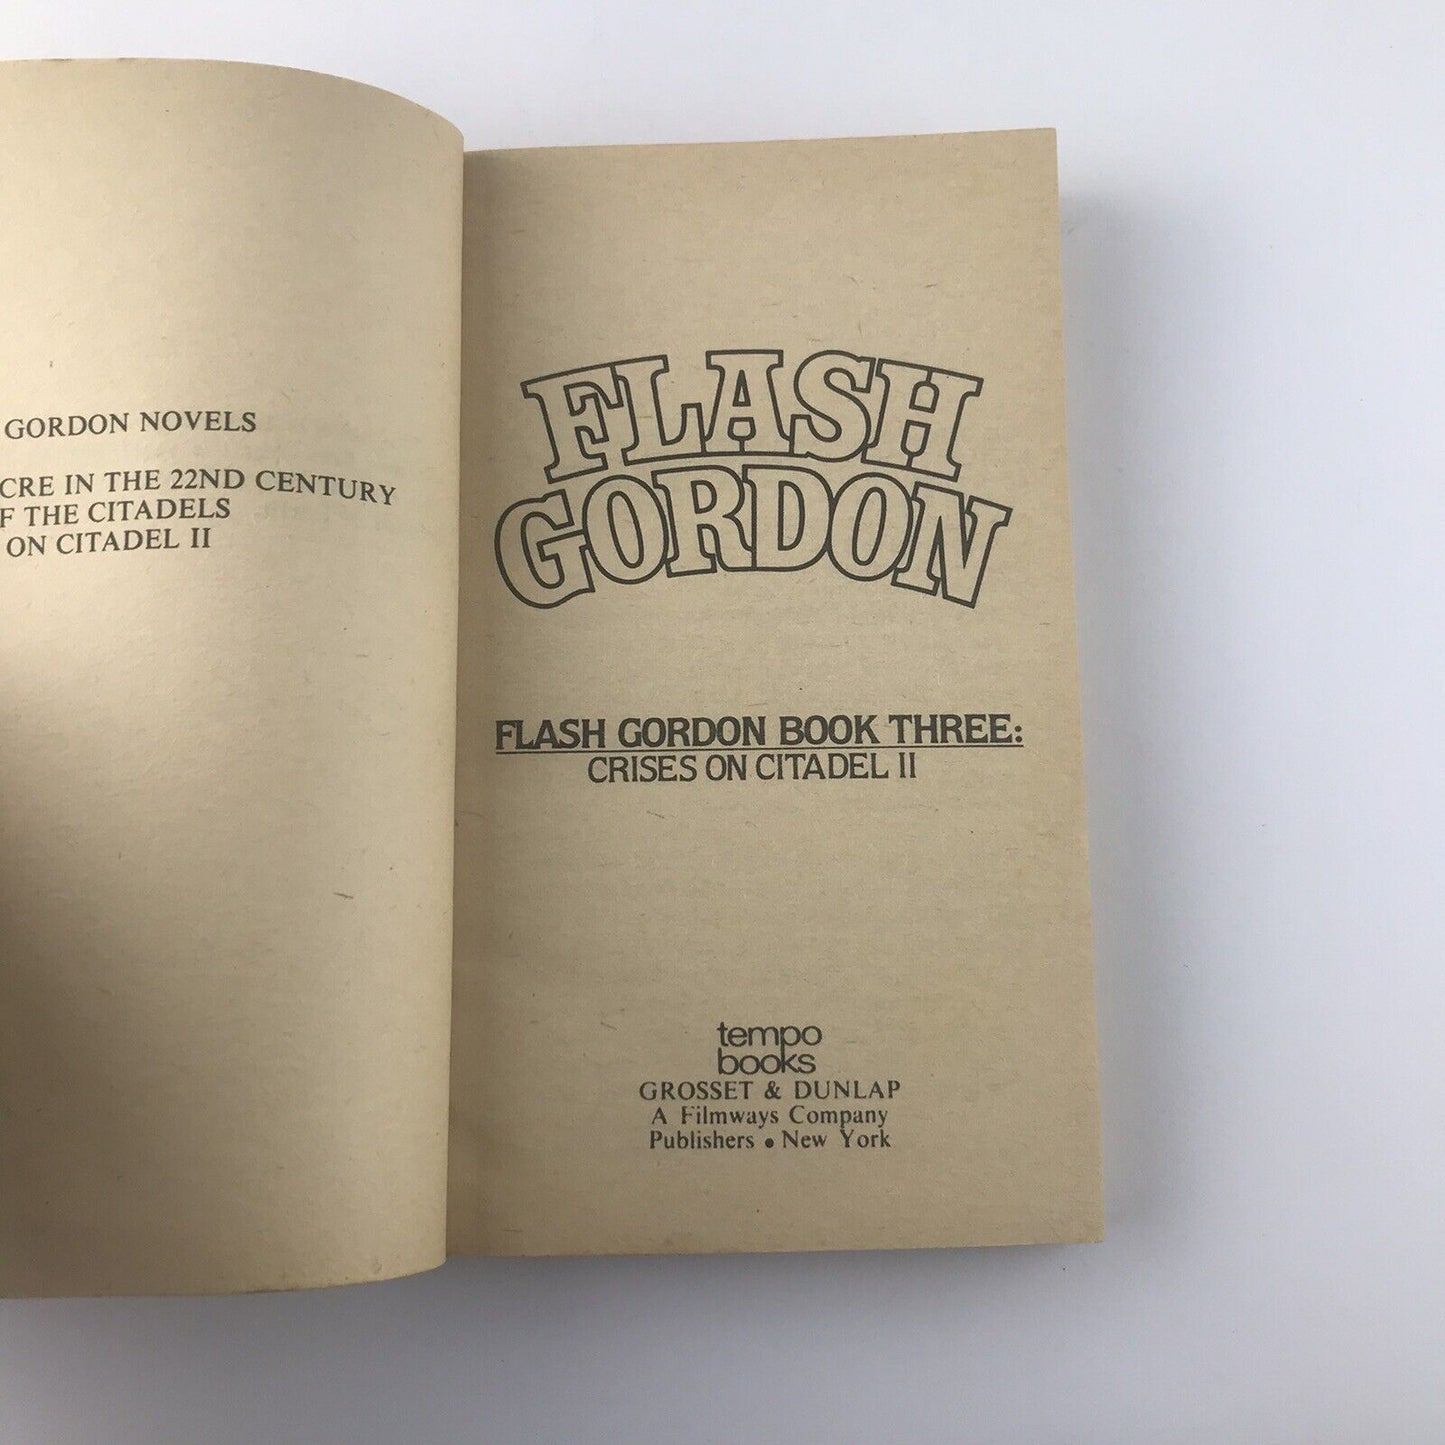 GORDON NOVELS
CRE IN THE 22ND CENTURY
F THE CITADELS
ON CITADEL II
FLASH
GORDON
FLASH GORDON BOOK THREE:
CRISES ON CITADEL II
tempo
books
GROSSET & DUNLAP
A Filmways Company
Publishers • New York